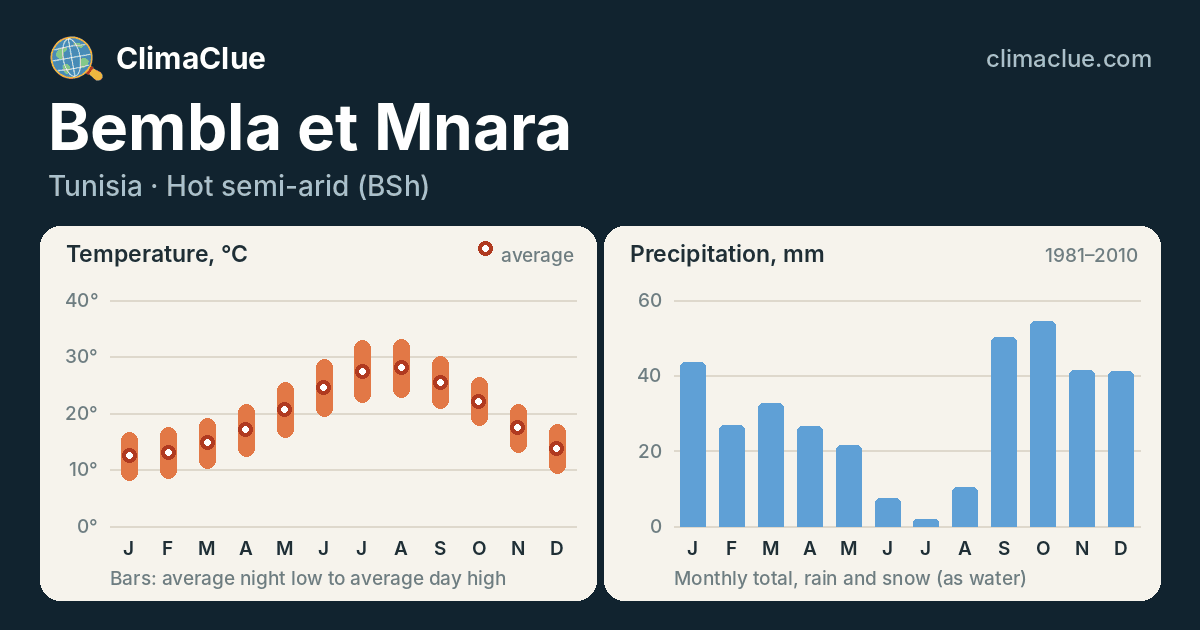 ClimaClue
climaclue.com
Bembla et Mnara
Tunisia · Hot semi-arid (BSh)
Temperature, °C
average
40°
30°
20°
10°
0°
J F M A M J J A S O N D
Bars: average night low to average day high
Precipitation, mm
1981–2010
60
40
20
0
J F M A M J J A S O N D
Monthly total, rain and snow (as water)